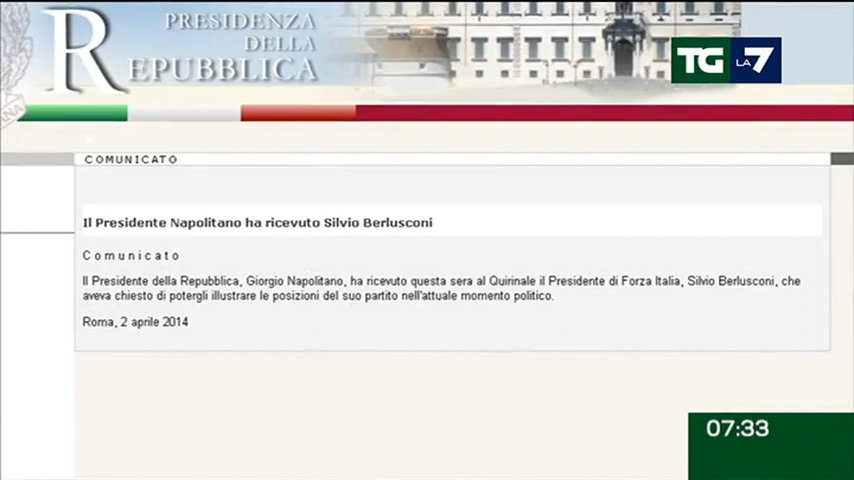 PRESIDENZA
DELLA
REPUBBLICA
TG LA7
ANA
COMUNICATO
Il Presidente Napolitano ha ricevuto Silvio Berlusconi
Comunicato
Il Presidente della Repubblica, Giorgio Napolitano, ha ricevuto questa sera al Quirinale il Presidente di Forza Italia, Silvio Berlusconi, che
aveva chiesto di potergli illustrare le posizioni del suo partito nell'attuale momento politico.
Roma, 2 aprile 2014
07:33